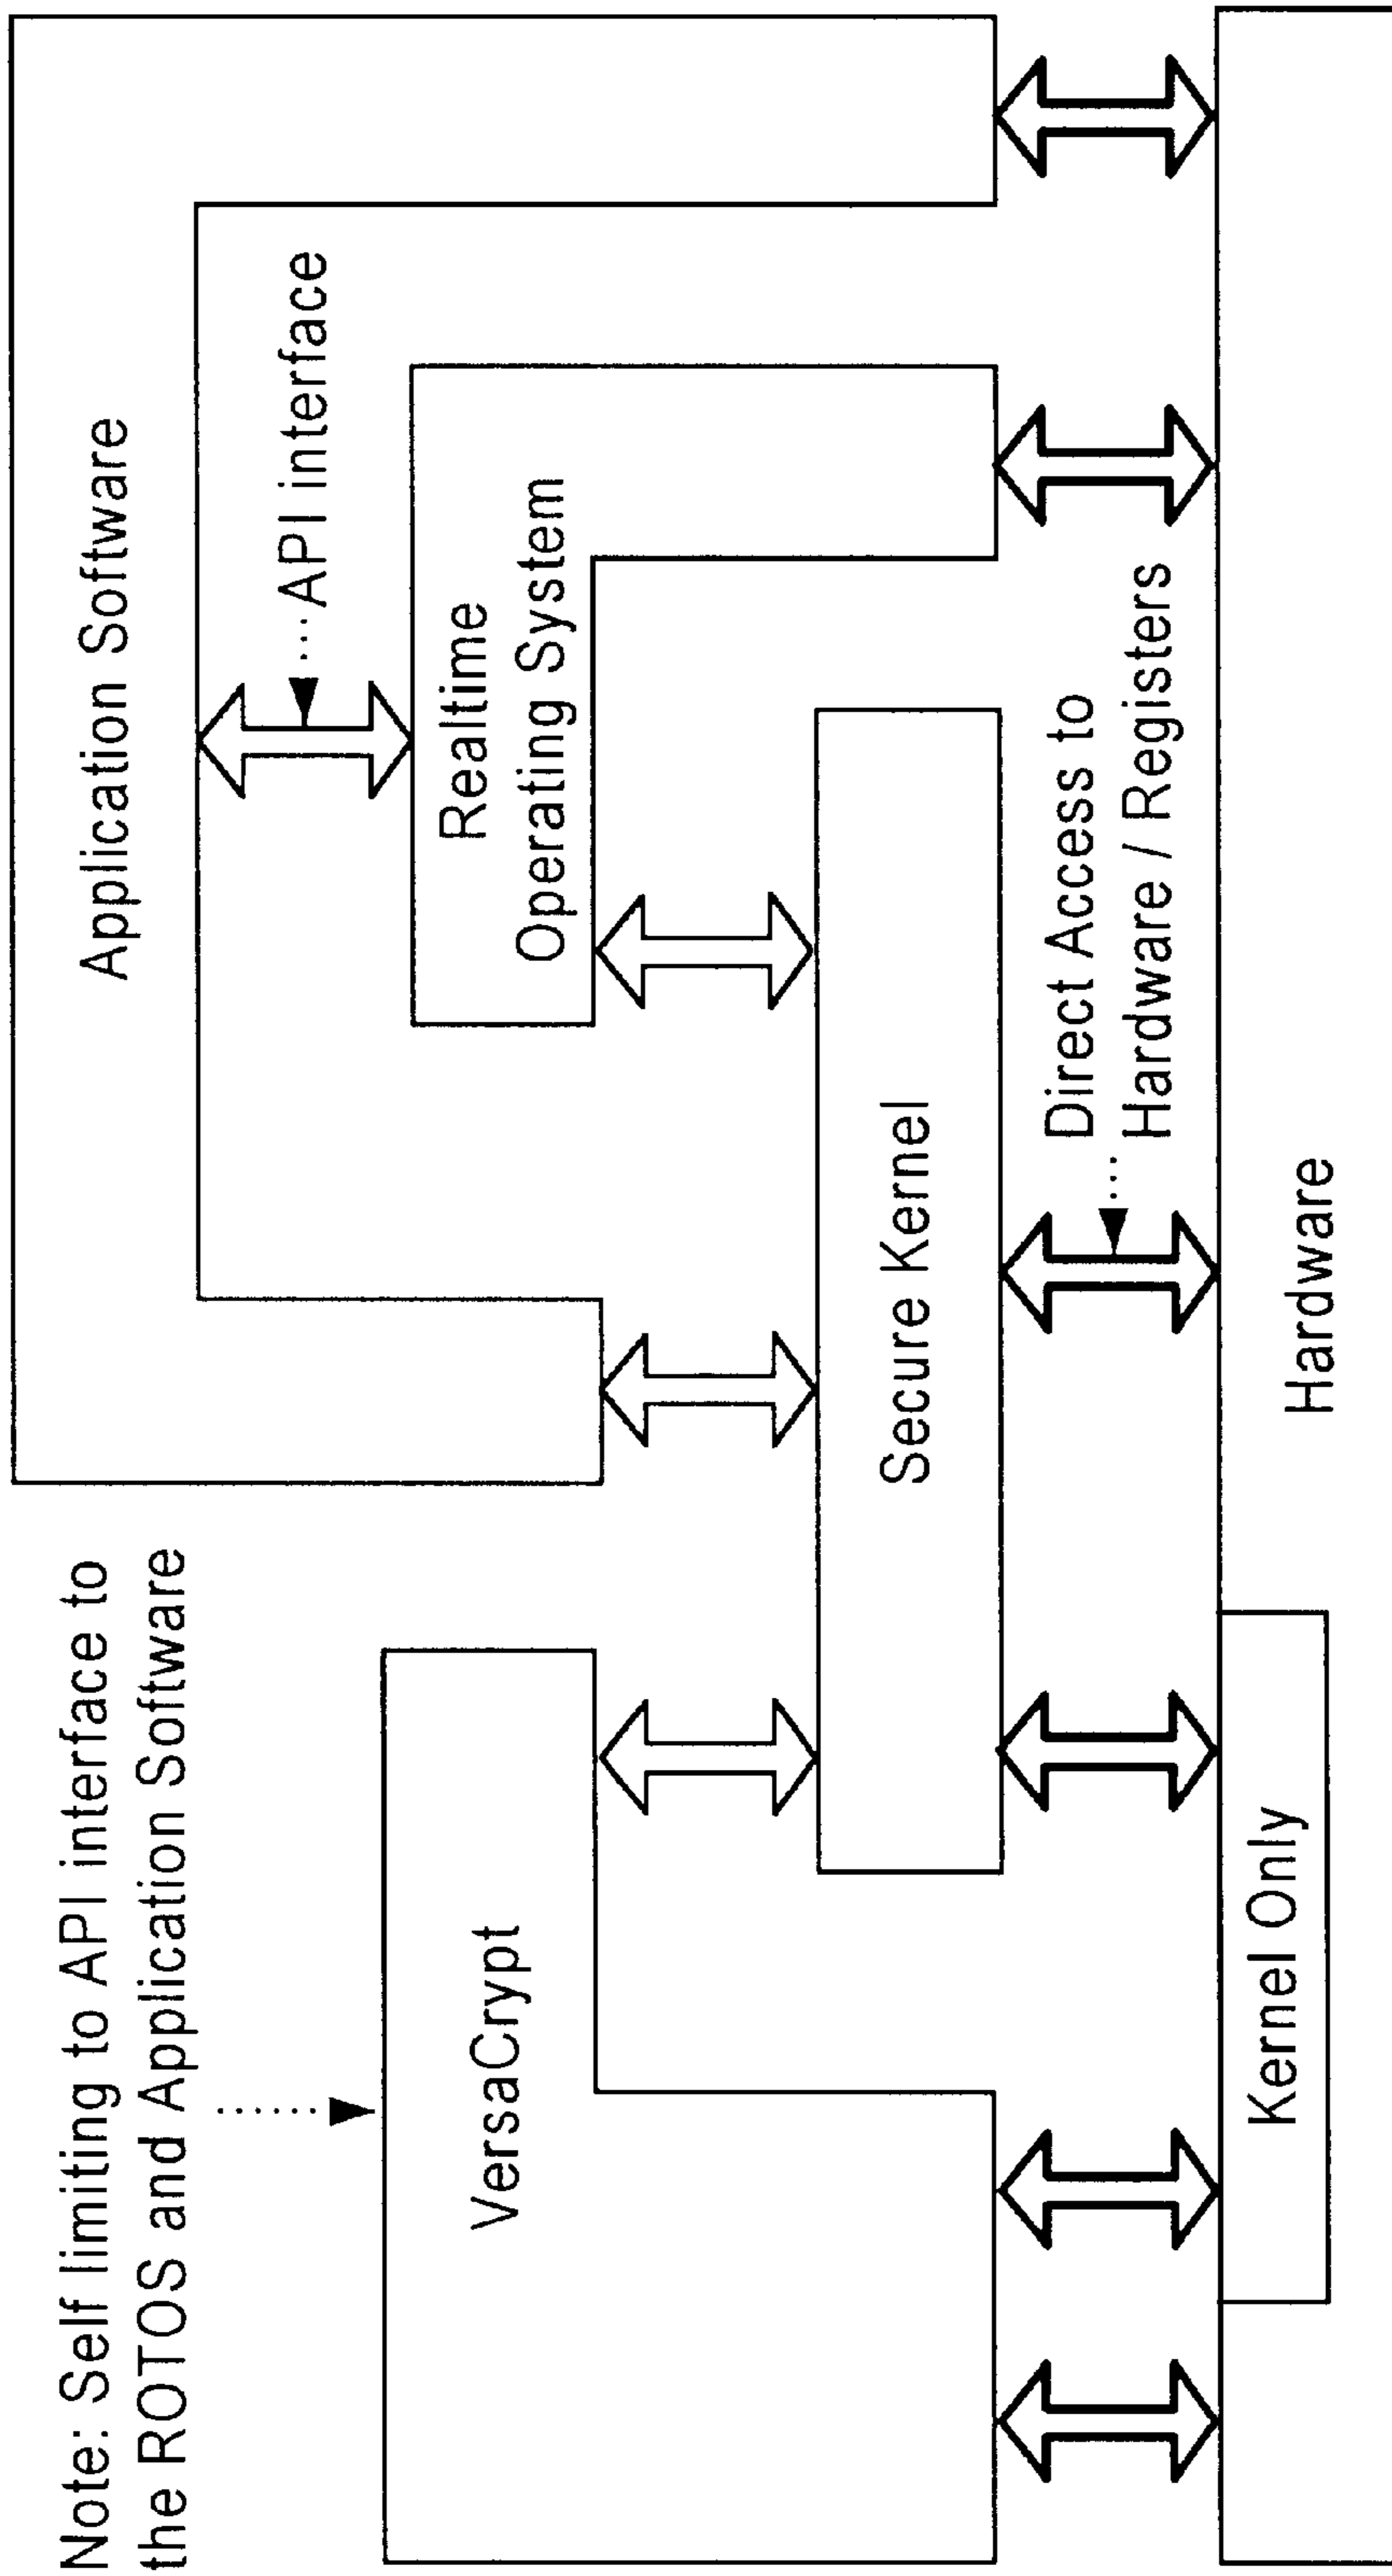 Note: Self limiting to API interface to
the ROTOS and Application Software
Application Software
API interface
VersaCrypt
Realtime
Operating System
Secure Kernel
Direct Access to
Hardware / Registers
Kernel Only
Hardware